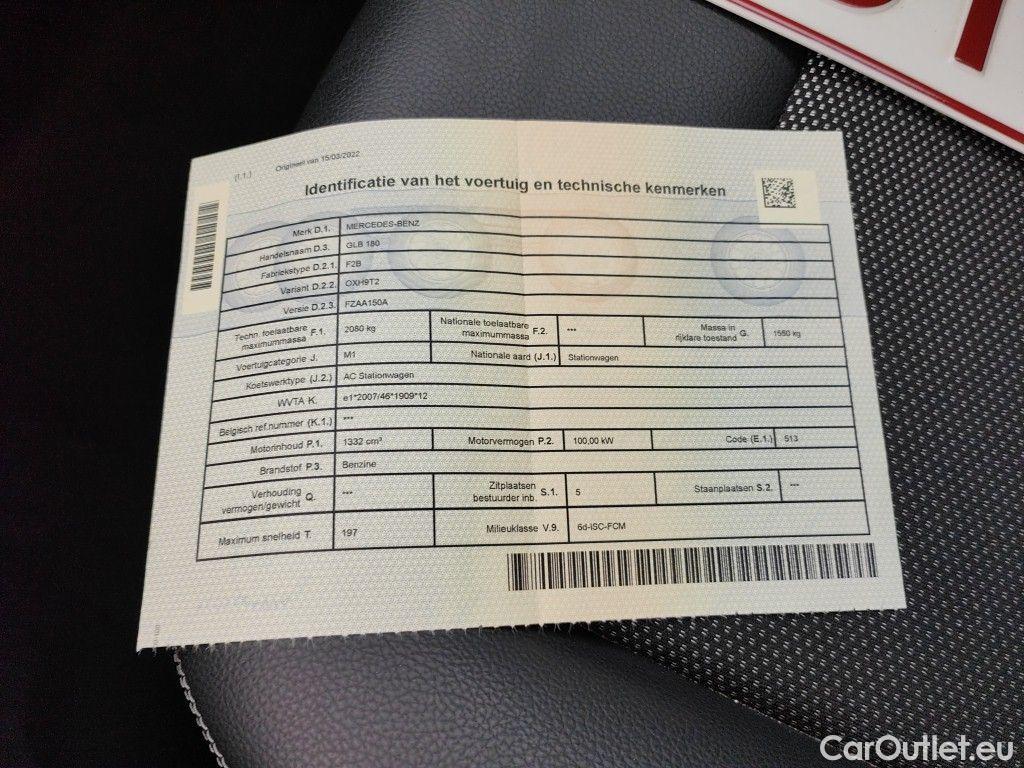 (I.1.) Origineel van 15/03/2022
Identificatie van het voertuig en technische kenmerken
Merk D.1. MERCEDES-BENZ
Handelsnaam D.3. GLB 180
Fabriekstype D.2.1. F2B
Variant D.2.2. OXH9T2
Versie D.2.3. FZAA150A
Techn. toelaatbare maximummassa F.1. 2080 kg Nationale toelaatbare maximummassa F.2. *** Massa in rijklare toestand G. 1550 kg
Voertuigcategorie J. M1 Nationale aard (J.1.) Stationwagen
Koetswerktype (J.2.) AC Stationwagen
WVTA K. e1*2007/46*1909*12
Belgisch ref.nummer (K.1.) ***
Motorinhoud P.1. 1332 cm³ Motorvermogen P.2. 100,00 kW Code (E.1.) 513
Brandstof P.3. Benzine
Verhouding vermogen/gewicht Q. *** Zitplaatsen bestuurder inb. S.1. 5 Staanplaatsen S.2. ***
Maximum snelheid T. 197 Milieuklasse V.9. 6d-ISC-FCM
CarOutlet.eu